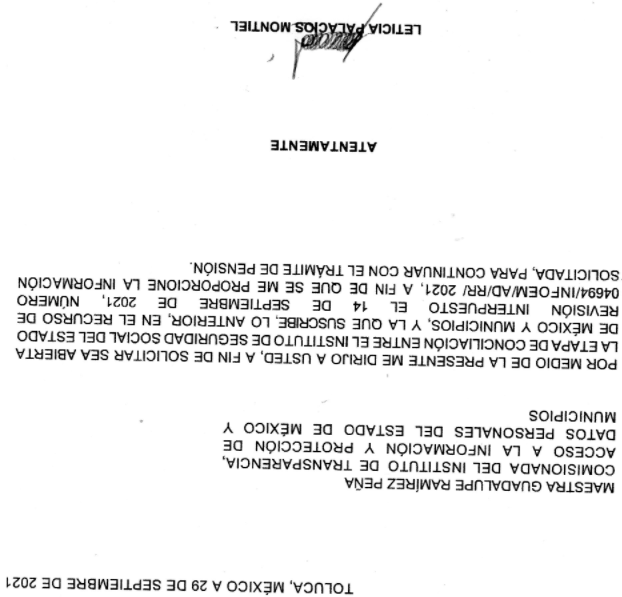 TOLUCA, MÉXICO A 29 DE SEPTIEMBRE DE 2021
MAESTRA GUADALUPE RAMÍREZ PEÑA
COMISIONADA DEL INSTITUTO DE TRANSPARENCIA,
ACCESO A LA INFORMACIÓN Y PROTECCIÓN DE
DATOS PERSONALES DEL ESTADO DE MÉXICO Y
MUNICIPIOS
POR MEDIO DE LA PRESENTE ME DIRIJO A USTED, A FIN DE SOLICITAR SEA ABIERTA
LA ETAPA DE CONCILIACIÓN ENTRE EL INSTITUTO DE SEGURIDAD SOCIAL DEL ESTADO
DE MÉXICO Y MUNICIPIOS, Y LA QUE SUSCRIBE, LO ANTERIOR, EN EL RECURSO DE
REVISIÓN INTERPUESTO EL 14 DE SEPTIEMBRE DE 2021, NÚMERO
04694/INFOEM/AD/RR/ 2021, A FIN DE QUE SE ME PROPORCIONE LA INFORMACIÓN
SOLICITADA, PARA CONTINUAR CON EL TRÁMITE DE PENSIÓN.
ATENTAMENTE
LETICIA PALACIOS MONTIEL